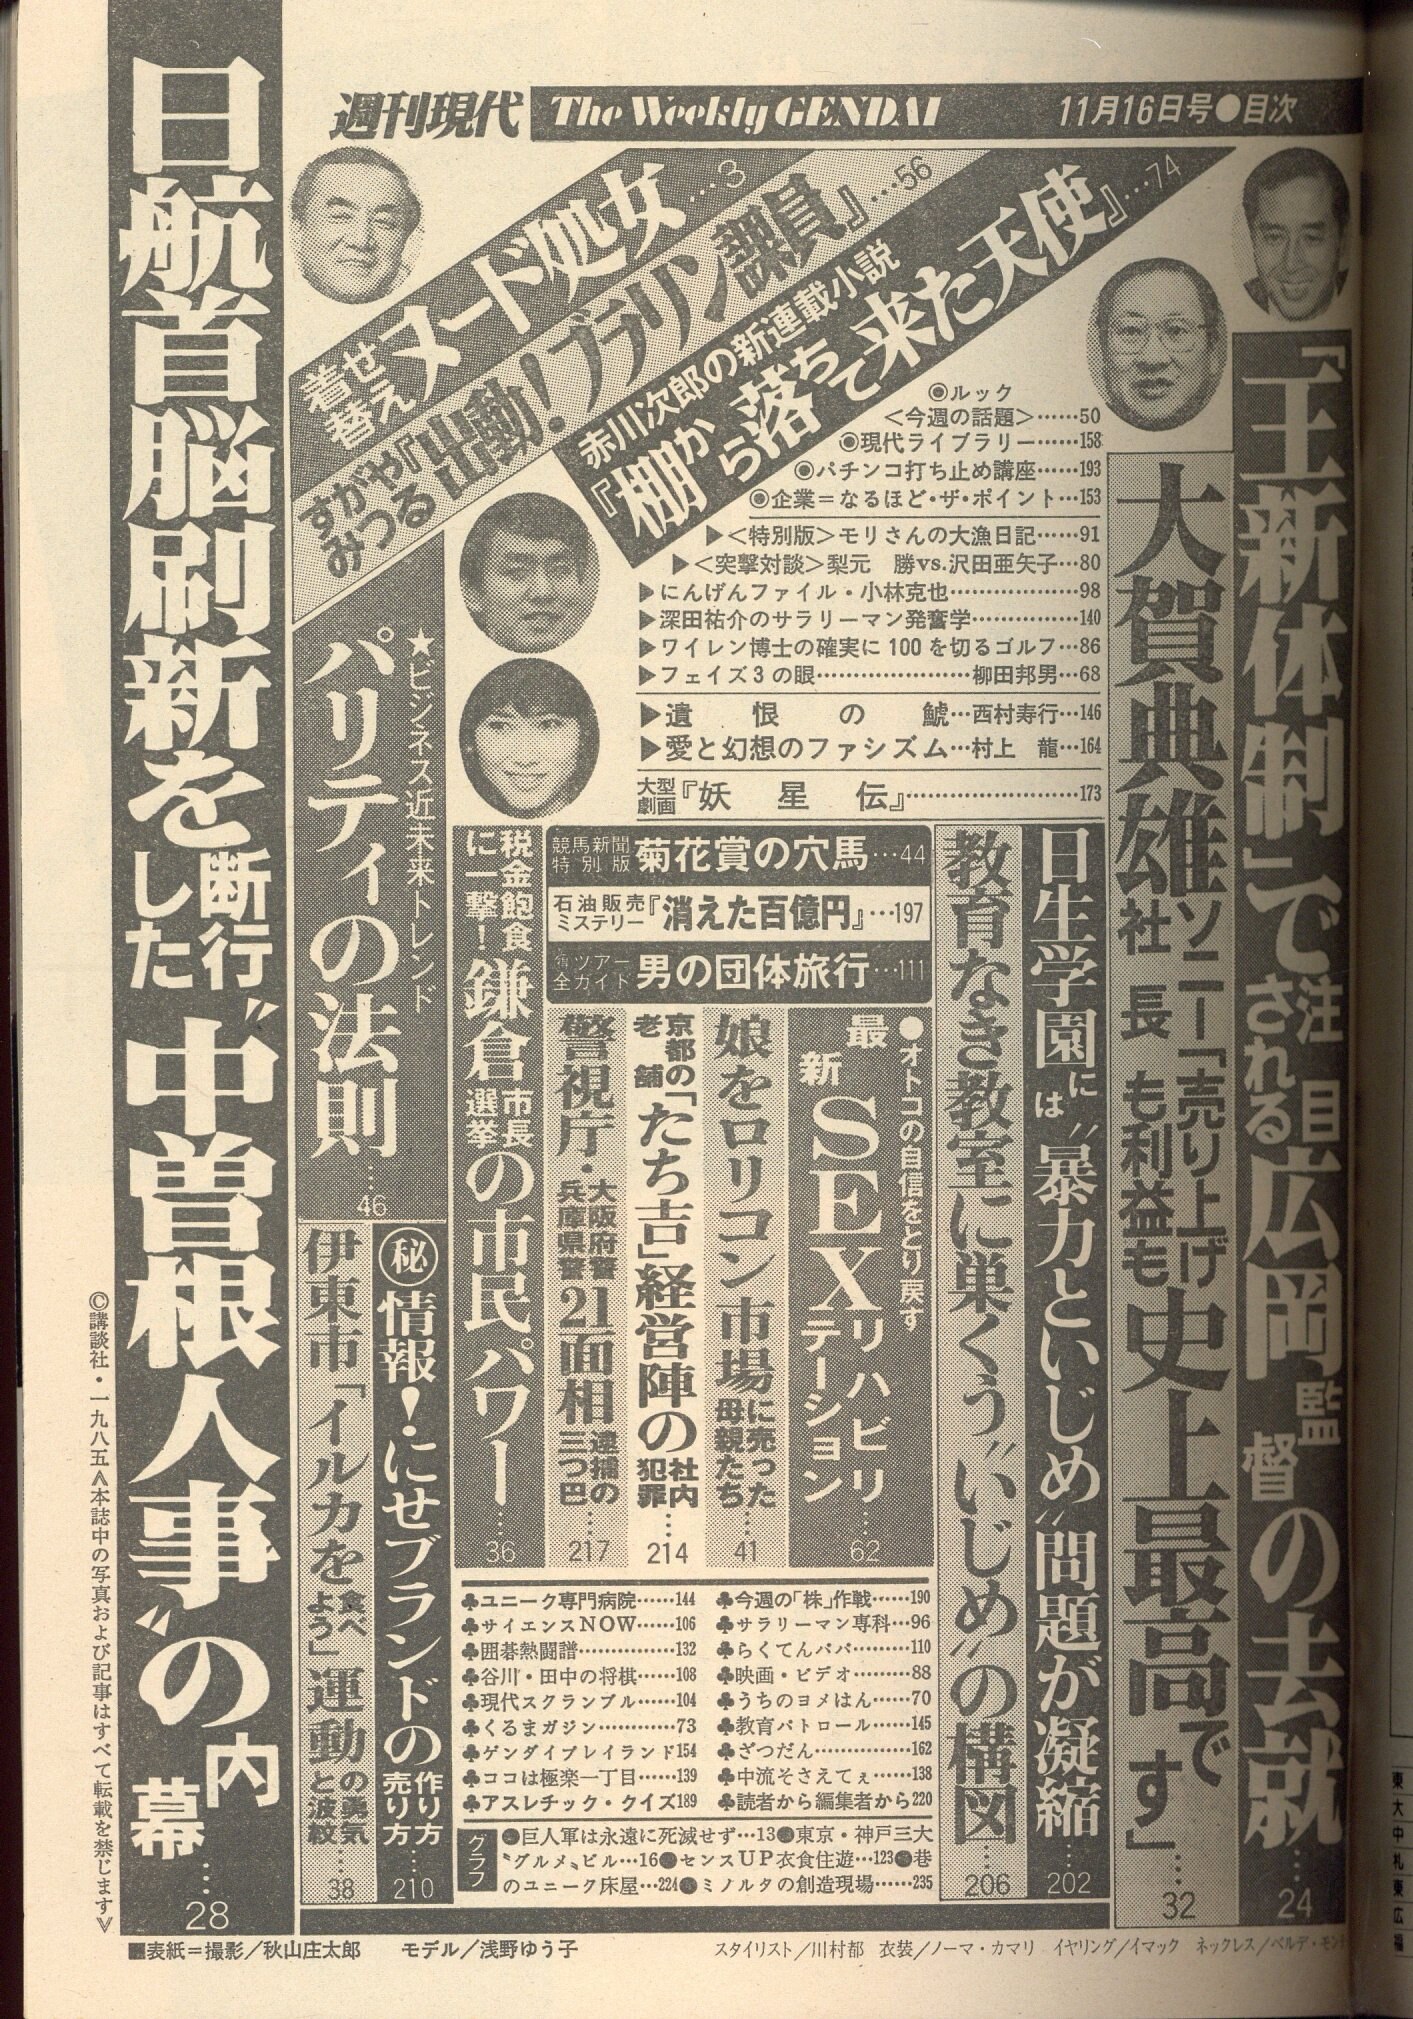 週刊現代 The Weekly GENDAI 11月16日号●目次
「王新体制」で注目される広岡監督の去就……24
大賀典雄ソニー社長「売り上げも利益も史上最高です」……32
着せ替えヌード処女…3
すがやみつる『出動!ブラリン課員』…56
赤川次郎の新連載小説
『棚から落ちて来た天使』…74
◉ルック
<今週の話題>……50
◉現代ライブラリー……158
◉パチンコ打ち止め講座……193
◉企業=なるほど・ザ・ポイント…153
▶<特別版>モリさんの大漁日記……91
▶<突撃対談>梨元 勝vs.沢田亜矢子…80
▶にんげんファイル・小林克也………………98
▶深田祐介のサラリーマン発奮学……………140
▶ワイレン博士の確実に100を切るゴルフ…86
▶フェイズ3の眼…………………柳田邦男…68
▶遺恨の鯱…西村寿行…146
▶愛と幻想のファシズム…村上 龍…164
大型劇画『妖星伝』……………………173
日生学園には〝暴力といじめ〟問題が凝縮……202
教育なき教室に巣くう〝いじめ〟の構図……206
競馬新聞特別版 菊花賞の穴馬…44
石油販売ミステリー『消えた百億円』…197
㊙ツアー全ガイド 男の団体旅行…111
●オトコの自信をとり戻す
最新SEXリハビリテーション……62
娘をロリコン市場に売った母親たち……41
京都の老舗「たち吉」経営陣の社内犯罪……214
警視庁・大阪府警兵庫県警21面相逮捕の三つ巴……217
税金飽食に一撃!鎌倉市長選挙の市民パワー……36
★ビジネス近未来トレンド
パリティの法則……46
㊙情報!にせブランドの作り方売り方……210
伊東市「イルカを食べよう」運動の勇気と波紋……38
日航首脳刷新を断行した〝中曽根人事〟の内幕……28
♣今週の「株」作戦……190
♣サラリーマン専科…96
♣らくてんパパ………110
♣映画・ビデオ………88
♣うちのヨメはん……70
♣教育パトロール……145
♣ざつだん……………162
♣中流そさえてぇ……138
♣読者から編集者から220
♣ユニーク専門病院……144
♣サイエンスNOW……106
♣囲碁熱闘譜……………132
♣谷川・田中の将棋……108
♣現代スクランブル……104
♣くるまガジン…………73
♣ゲンダイプレイランド154
♣ココは極楽一丁目……139
♣アスレチック・クイズ189
グラフ
●巨人軍は永遠に死滅せず…13●東京・神戸三大
〝グルメ〟ビル…16●センスUP衣食住遊…123●巷
のユニーク床屋…224●ミノルタの創造現場……235
©講談社・一九八五《本誌中の写真および記事はすべて転載を禁じます》
■表紙=撮影/秋山庄太郎 モデル/浅野ゆう子 スタイリスト/川村都 衣装/ノーマ・カマリ イヤリング/イマック ネックレス/ベルデ・モン
東
大
中
札
東
広
福